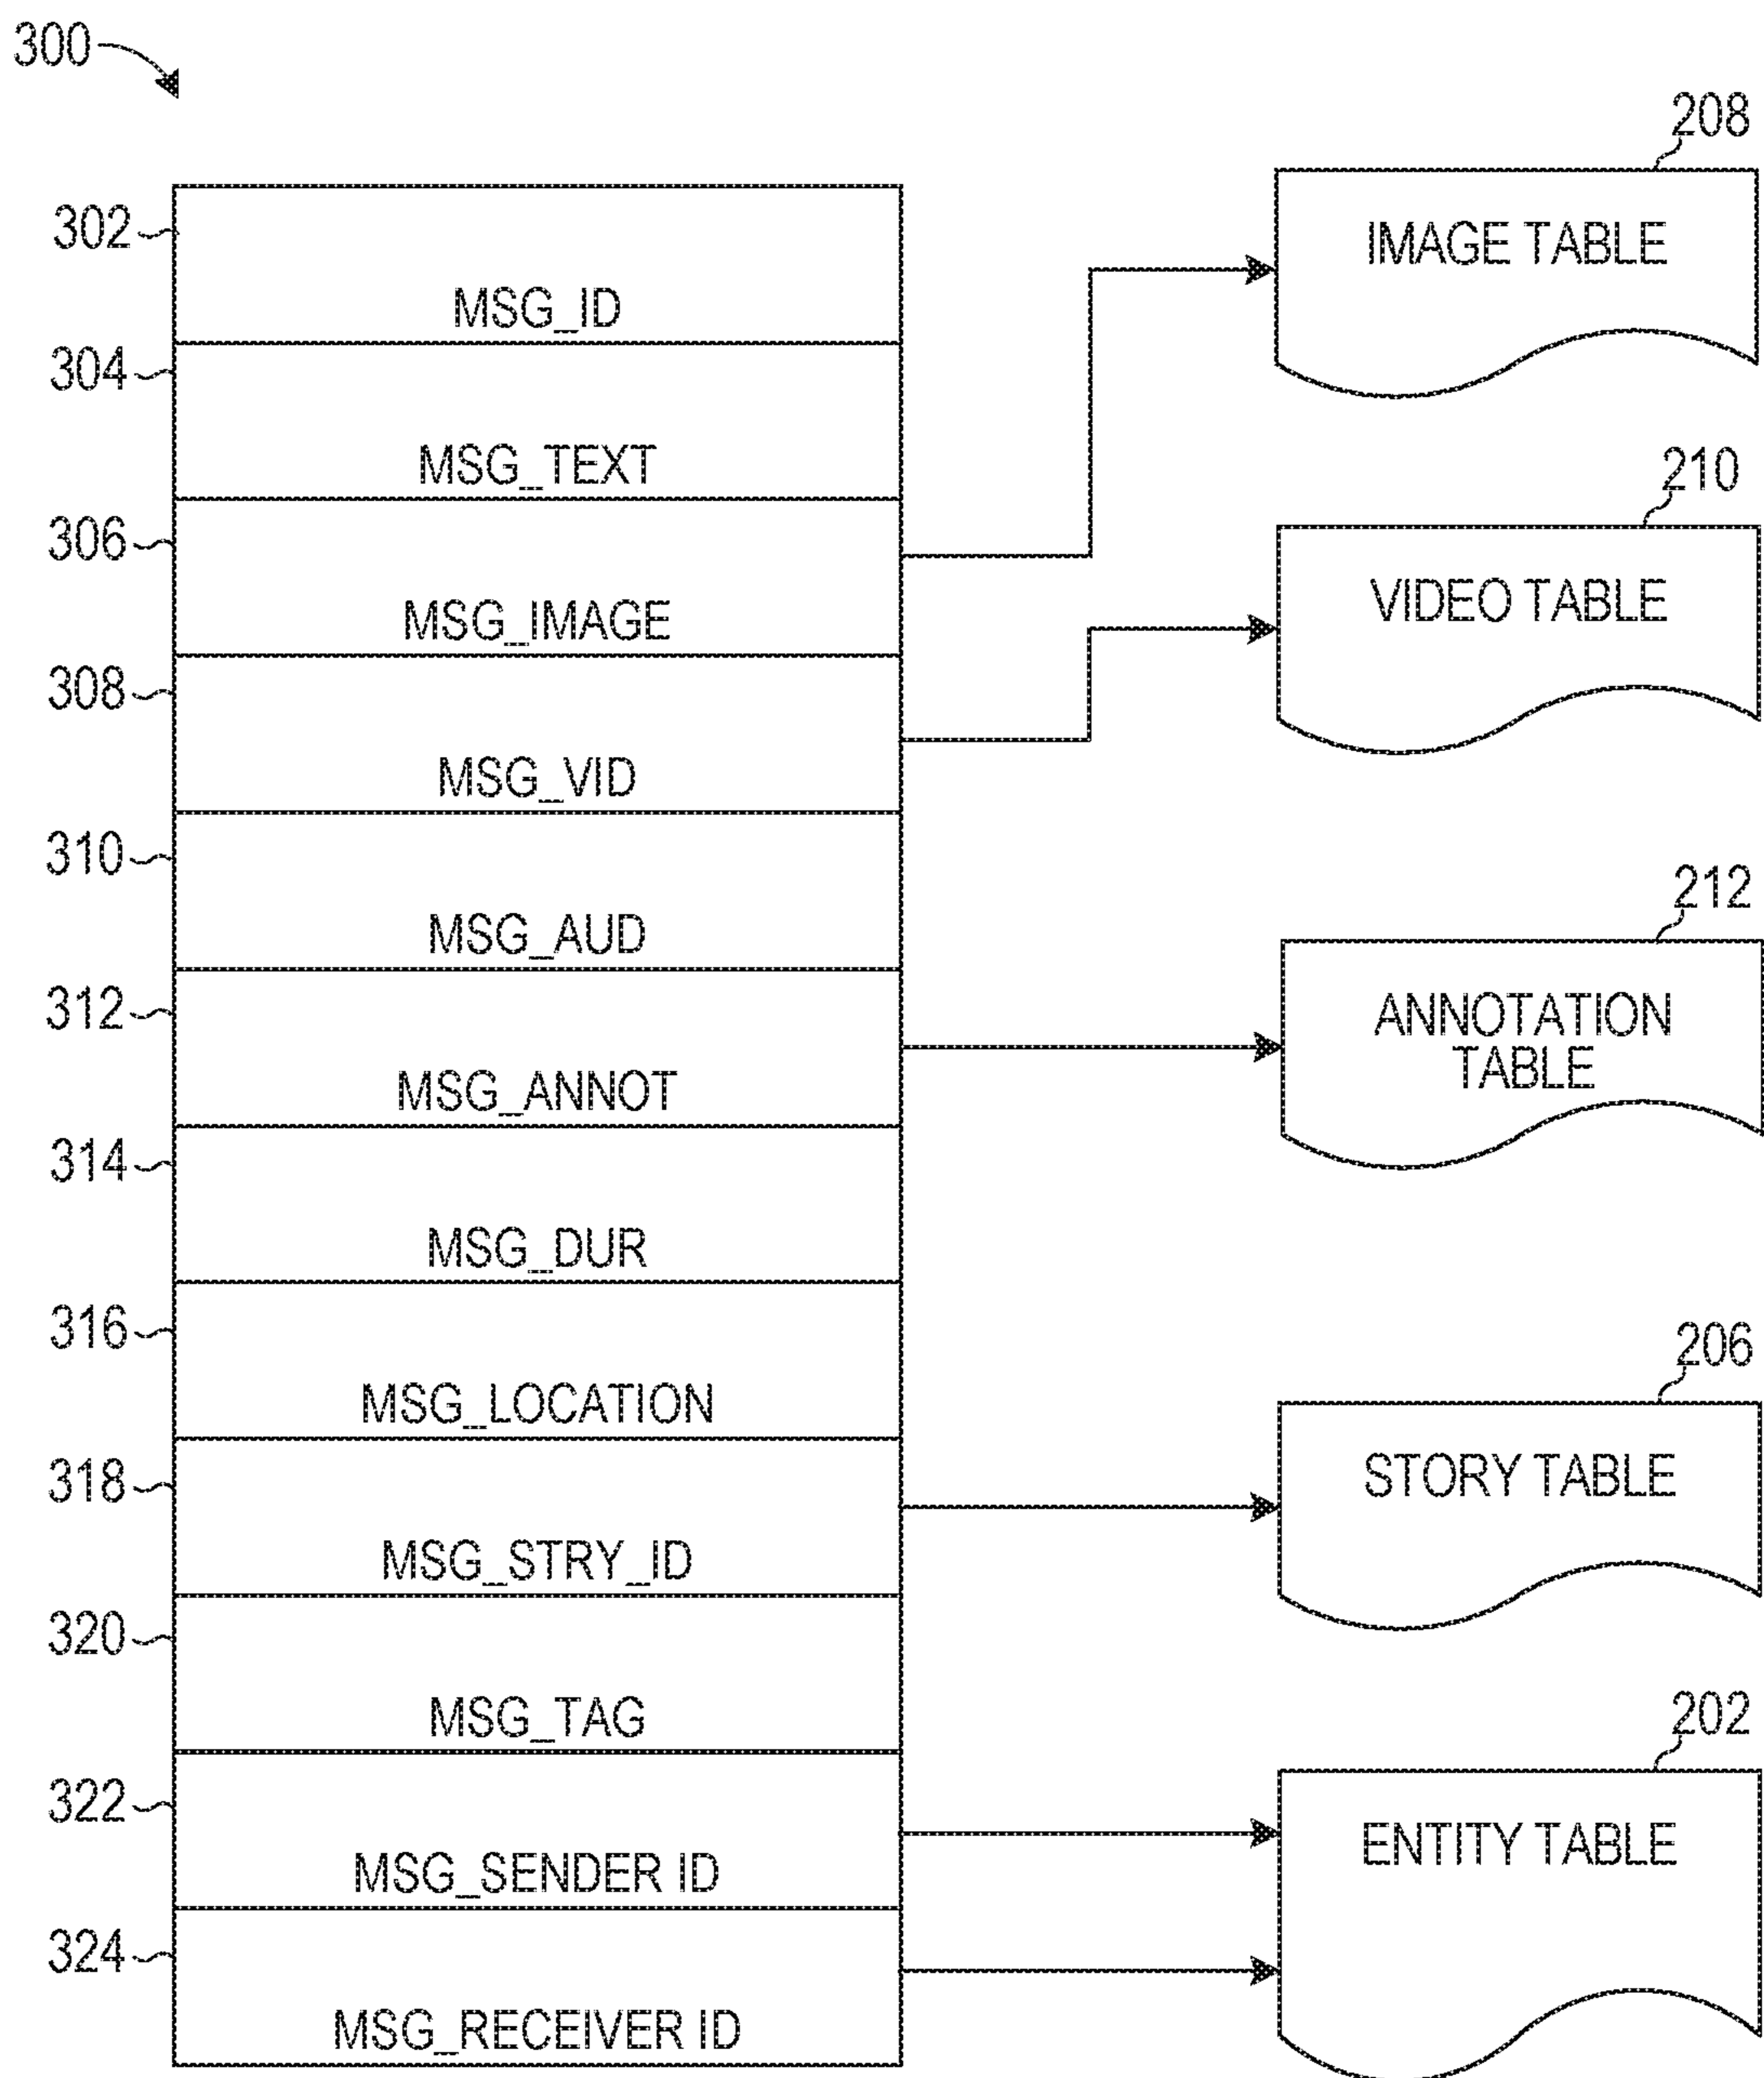 300
208
302
IMAGE TABLE
MSG_ID
304
MSG_TEXT
210
306
VIDEO TABLE
MSG_IMAGE
308
MSG_VID
310
212
MSG_AUD
312
ANNOTATION
TABLE
MSG_ANNOT
314
MSG_DUR
316
206
MSG_LOCATION
318
STORY TABLE
MSG_STRY_ID
320
MSG_TAG
202
322
ENTITY TABLE
MSG_SENDER ID
324
MSG_RECEIVER ID